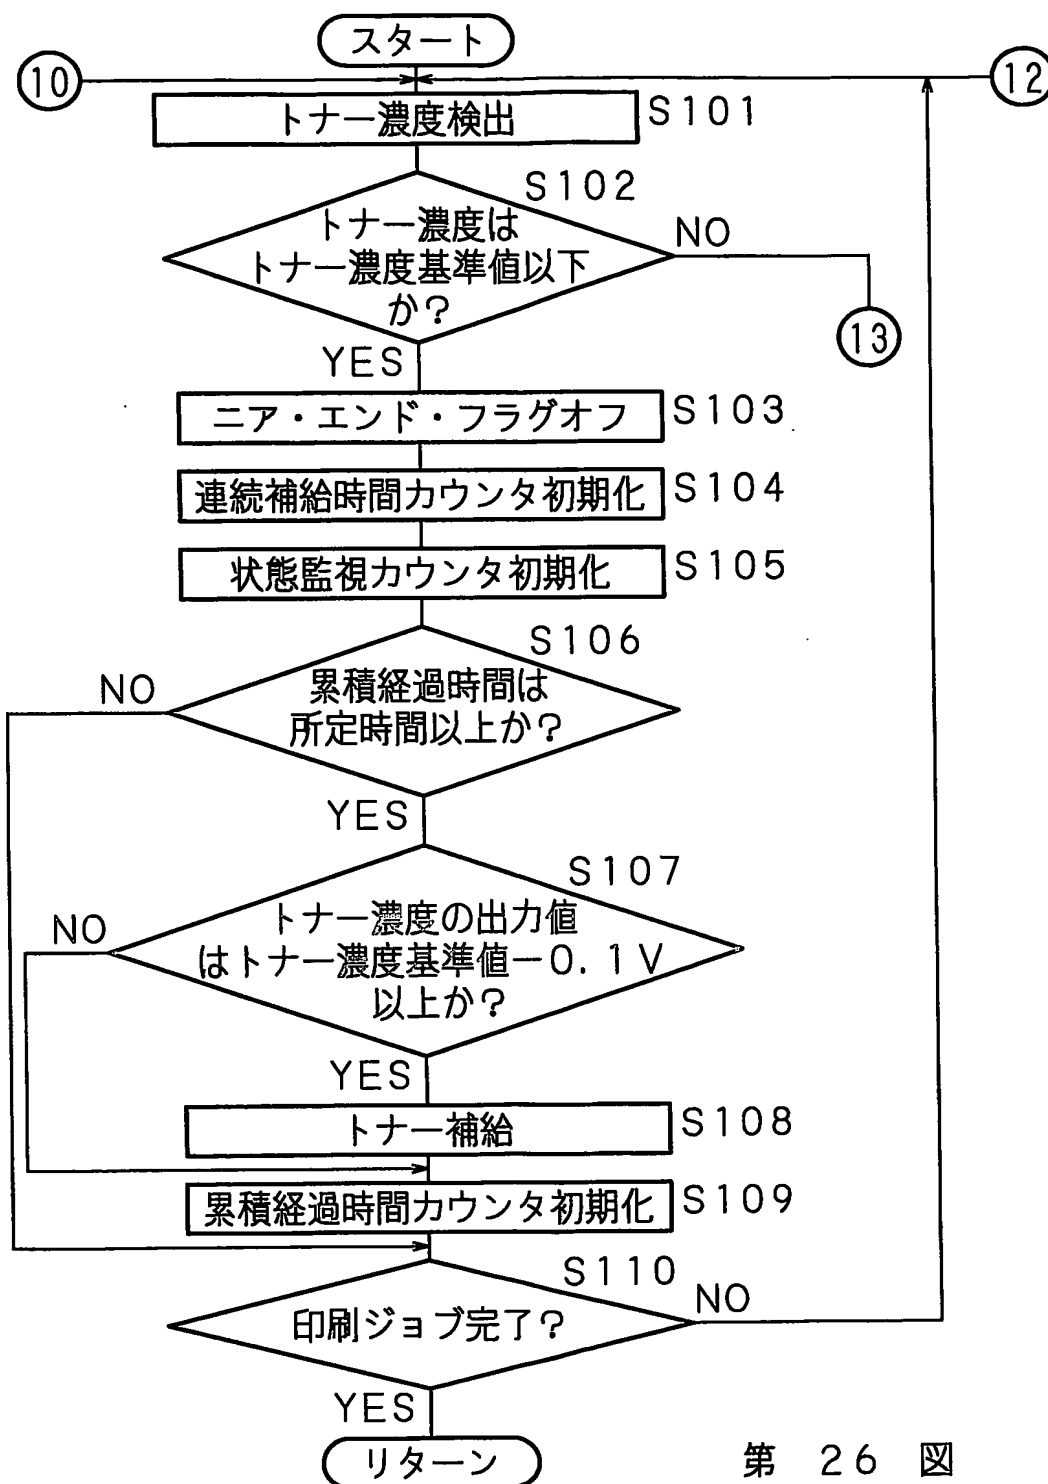 スタート
10
12
トナー濃度検出
S101
S102
トナー濃度は
トナー濃度基準値以下
か?
NO
13
YES
ニア・エンド・フラグオフ
S103
連続補給時間カウンタ初期化
S104
状態監視カウンタ初期化
S105
S106
累積経過時間は
所定時間以上か?
NO
YES
S107
トナー濃度の出力値
はトナー濃度基準値-0.1V
以上か?
NO
YES
トナー補給
S108
累積経過時間カウンタ初期化
S109
S110
印刷ジョブ完了?
NO
YES
リターン
第 26 図